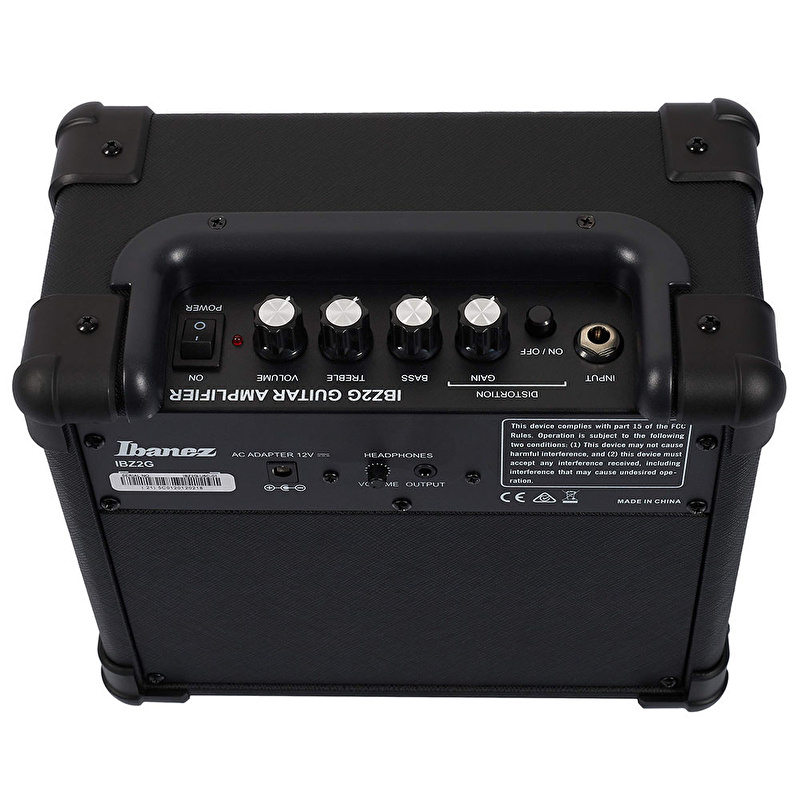 POWER
ON
VOLUME
TREBLE
BASS
GAIN
DISTORTION
ON / OFF
INPUT
IBZ2G GUITAR AMPLIFIER
Ibanez
IBZ2G
AC ADAPTER 12V
HEADPHONES
OUTPUT
This device complies with part 15 of the FCC
Rules. Operation is subject to the following
two conditions: (1) This device may not cause
harmful interference, and (2) this device must
accept any interference received, including
interference that may cause undesired ope-
ration.
CE
MADE IN CHINA